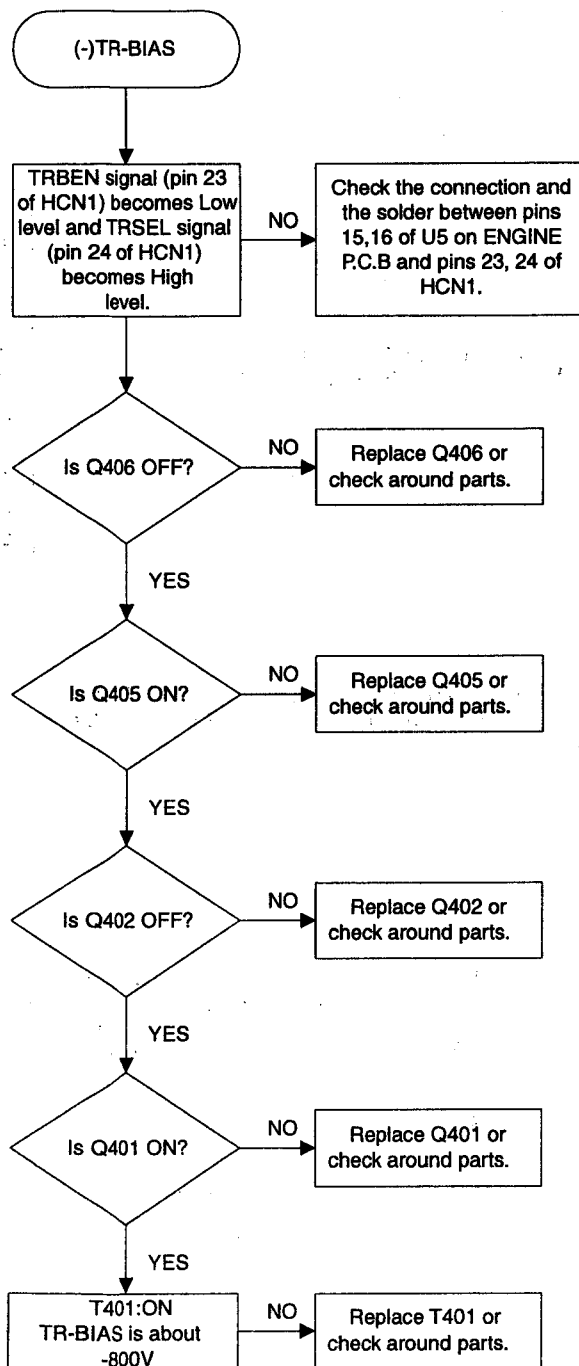 (-)TR-BIAS
TRBEN signal (pin 23
of HCN1) becomes Low
level and TRSEL signal
(pin 24 of HCN1)
becomes High
level.
NO
Check the connection and
the solder between pins
15,16 of U5 on ENGINE
P.C.B and pins 23, 24 of
HCN1.
Is Q406 OFF?
NO
Replace Q406 or
check around parts.
YES
Is Q405 ON?
NO
Replace Q405 or
check around parts.
YES
Is Q402 OFF?
NO
Replace Q402 or
check around parts.
YES
Is Q401 ON?
NO
Replace Q401 or
check around parts.
YES
T401:ON
TR-BIAS is about
-800V
NO
Replace T401 or
check around parts.